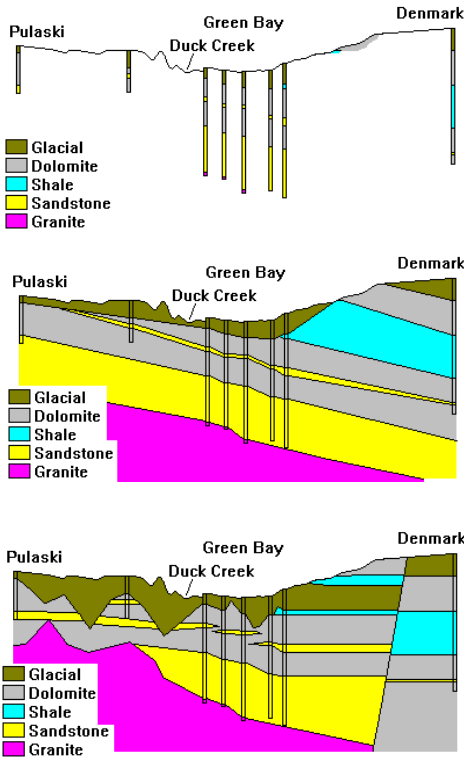 Green Bay
Denmark
Pulaski
Duck Creek
Glacial
Dolomite
Shale
Sandstone
Granite
Denmark
Green Bay
Pulaski
Duck Creek
Glacial
Dolomite
Shale
Sandstone
Granite
Denmark
Green Bay
Pulaski
Duck Creek
Glacial
Dolomite
Shale
Sandstone
Granite